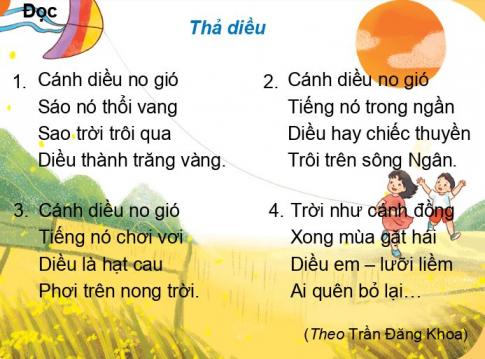 Đọc
Thả diều
1. Cánh diều no gió
Sáo nó thổi vang
Sao trời trôi qua
Diều thành trăng vàng.
2. Cánh diều no gió
Tiếng nó trong ngần
Diều hay chiếc thuyền
Trôi trên sông Ngân.
3. Cánh diều no gió
Tiếng nó chơi vơi
Diều là hạt cau
Phơi trên nong trời.
4. Trời như cánh đồng
Xong mùa gặt hái
Diều em – lưỡi liềm
Ai quên bỏ lại…
(Theo Trần Đăng Khoa)